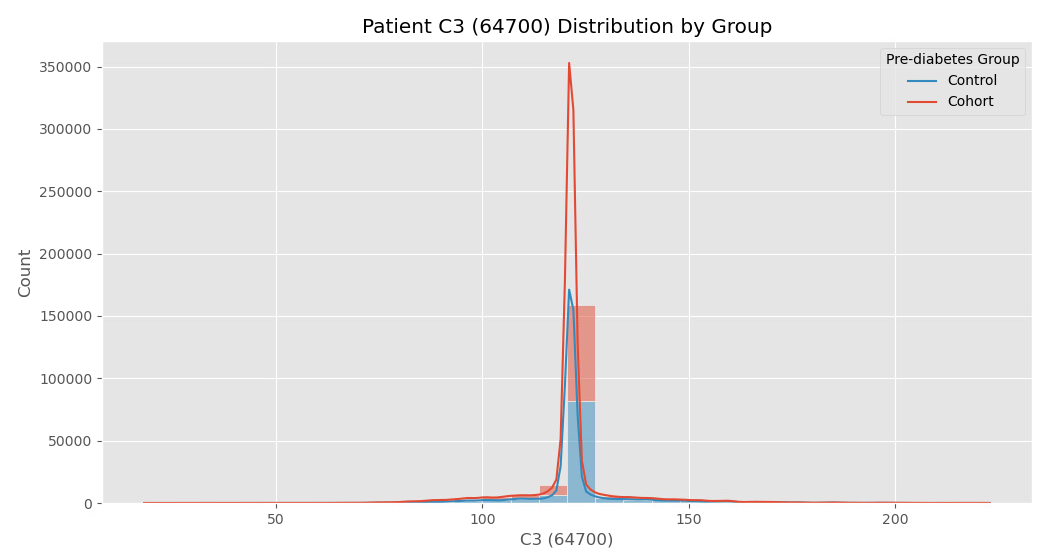 Patient C3 (64700) Distribution by Group
Pre-diabetes Group
Control
Cohort
350000
300000
250000
200000
150000
100000
50000
0
Count
50
100
150
200
C3 (64700)